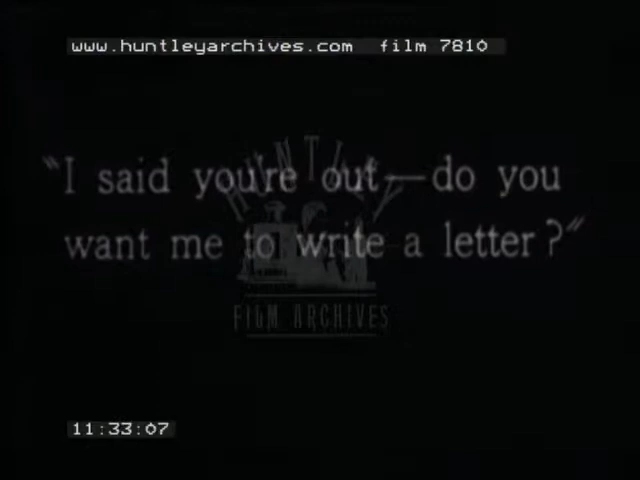 www.huntleyarchives.com film 7810
"I said you're out—do you
want me to write a letter?"
HUNTLEY
FILM ARCHIVES
11:33:07